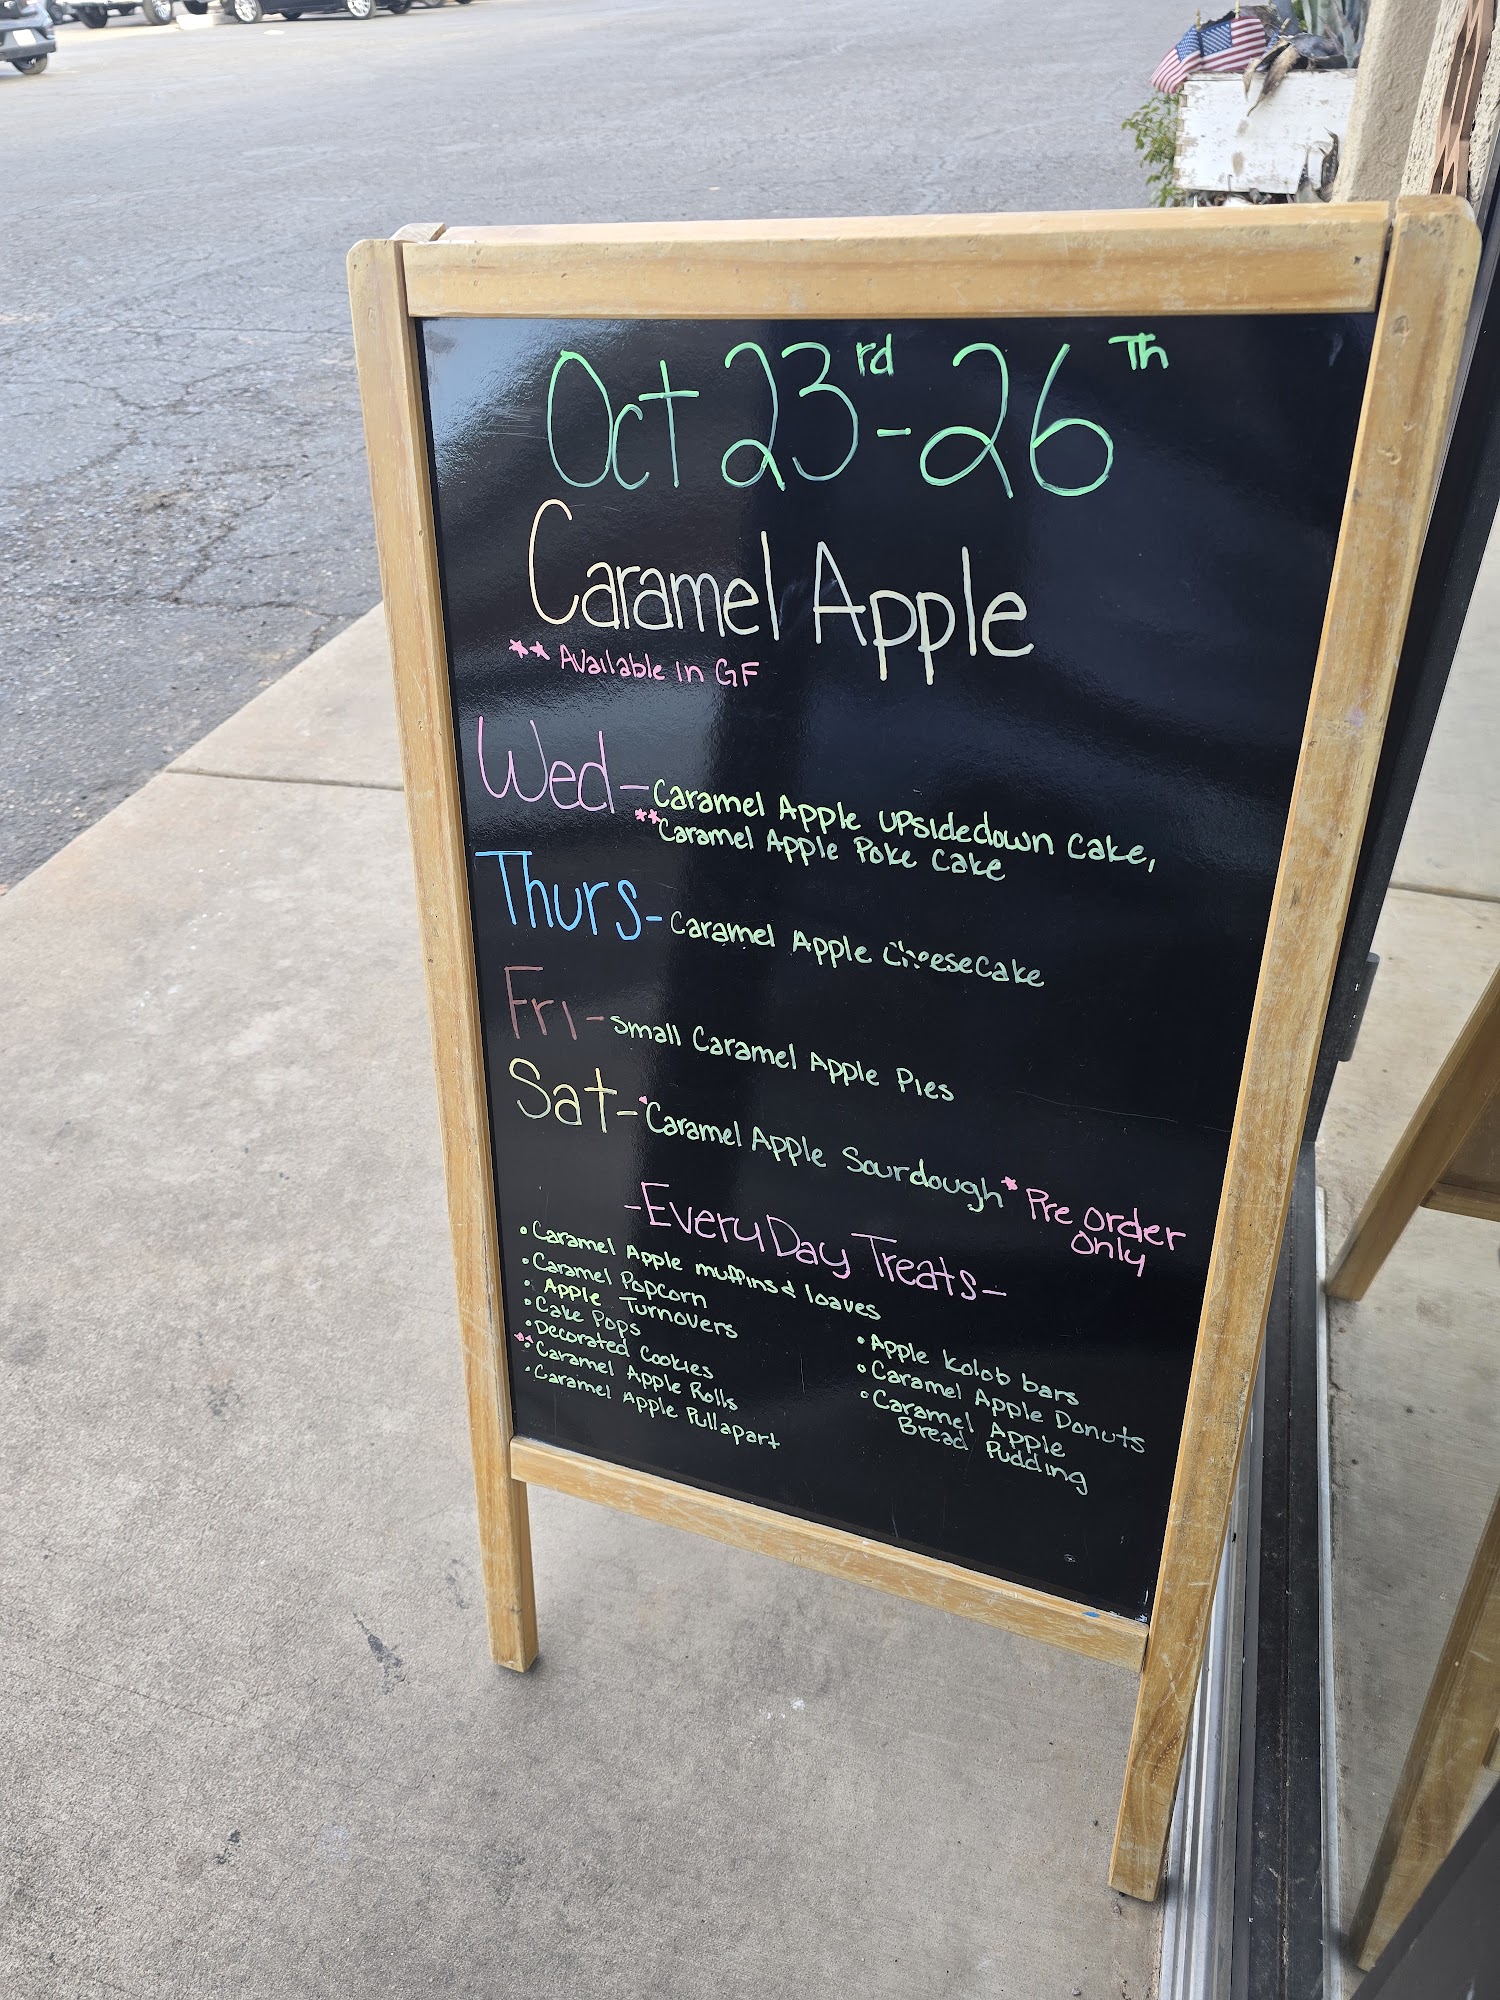 Oct 23rd - 26Th
Caramel Apple
** Available in GF
Wed - Caramel Apple upsidedown Cake,
**Caramel Apple Poke Cake
Thurs - Caramel Apple CheeseCake
Fri - small Caramel Apple Pies
Sat - *Caramel Apple Sourdough *Pre order
only
- EveryDay Treats -
• Caramel Apple muffins & loaves
• Caramel Popcorn
• Apple Turnovers
• Cake Pops
• Decorated Cookies
**• Caramel Apple Rolls
• Caramel Apple Pullapart
• Apple Kolob bars
• Caramel Apple Donuts
• Caramel Apple
Bread Pudding